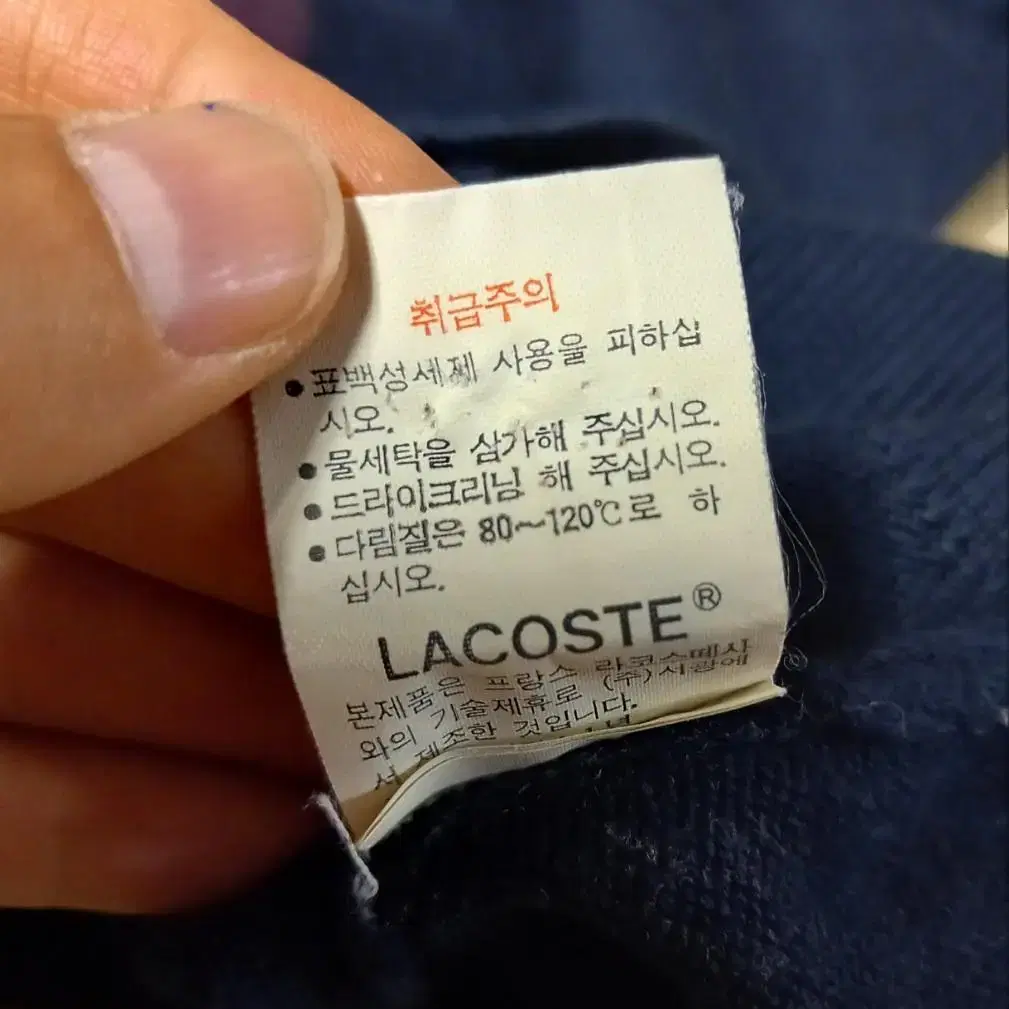 취급주의
● 표백성세제 사용을 피하십
시오.
● 물세탁을 삼가해 주십시오.
● 드라이크리닝 해 주십시오.
● 다림질은 80~120℃로 하
십시오.
LACOSTE®
본제품은 프랑스 라코스떼사
와의 기술제휴로 (주)서광에
서 제조한 것입니다.